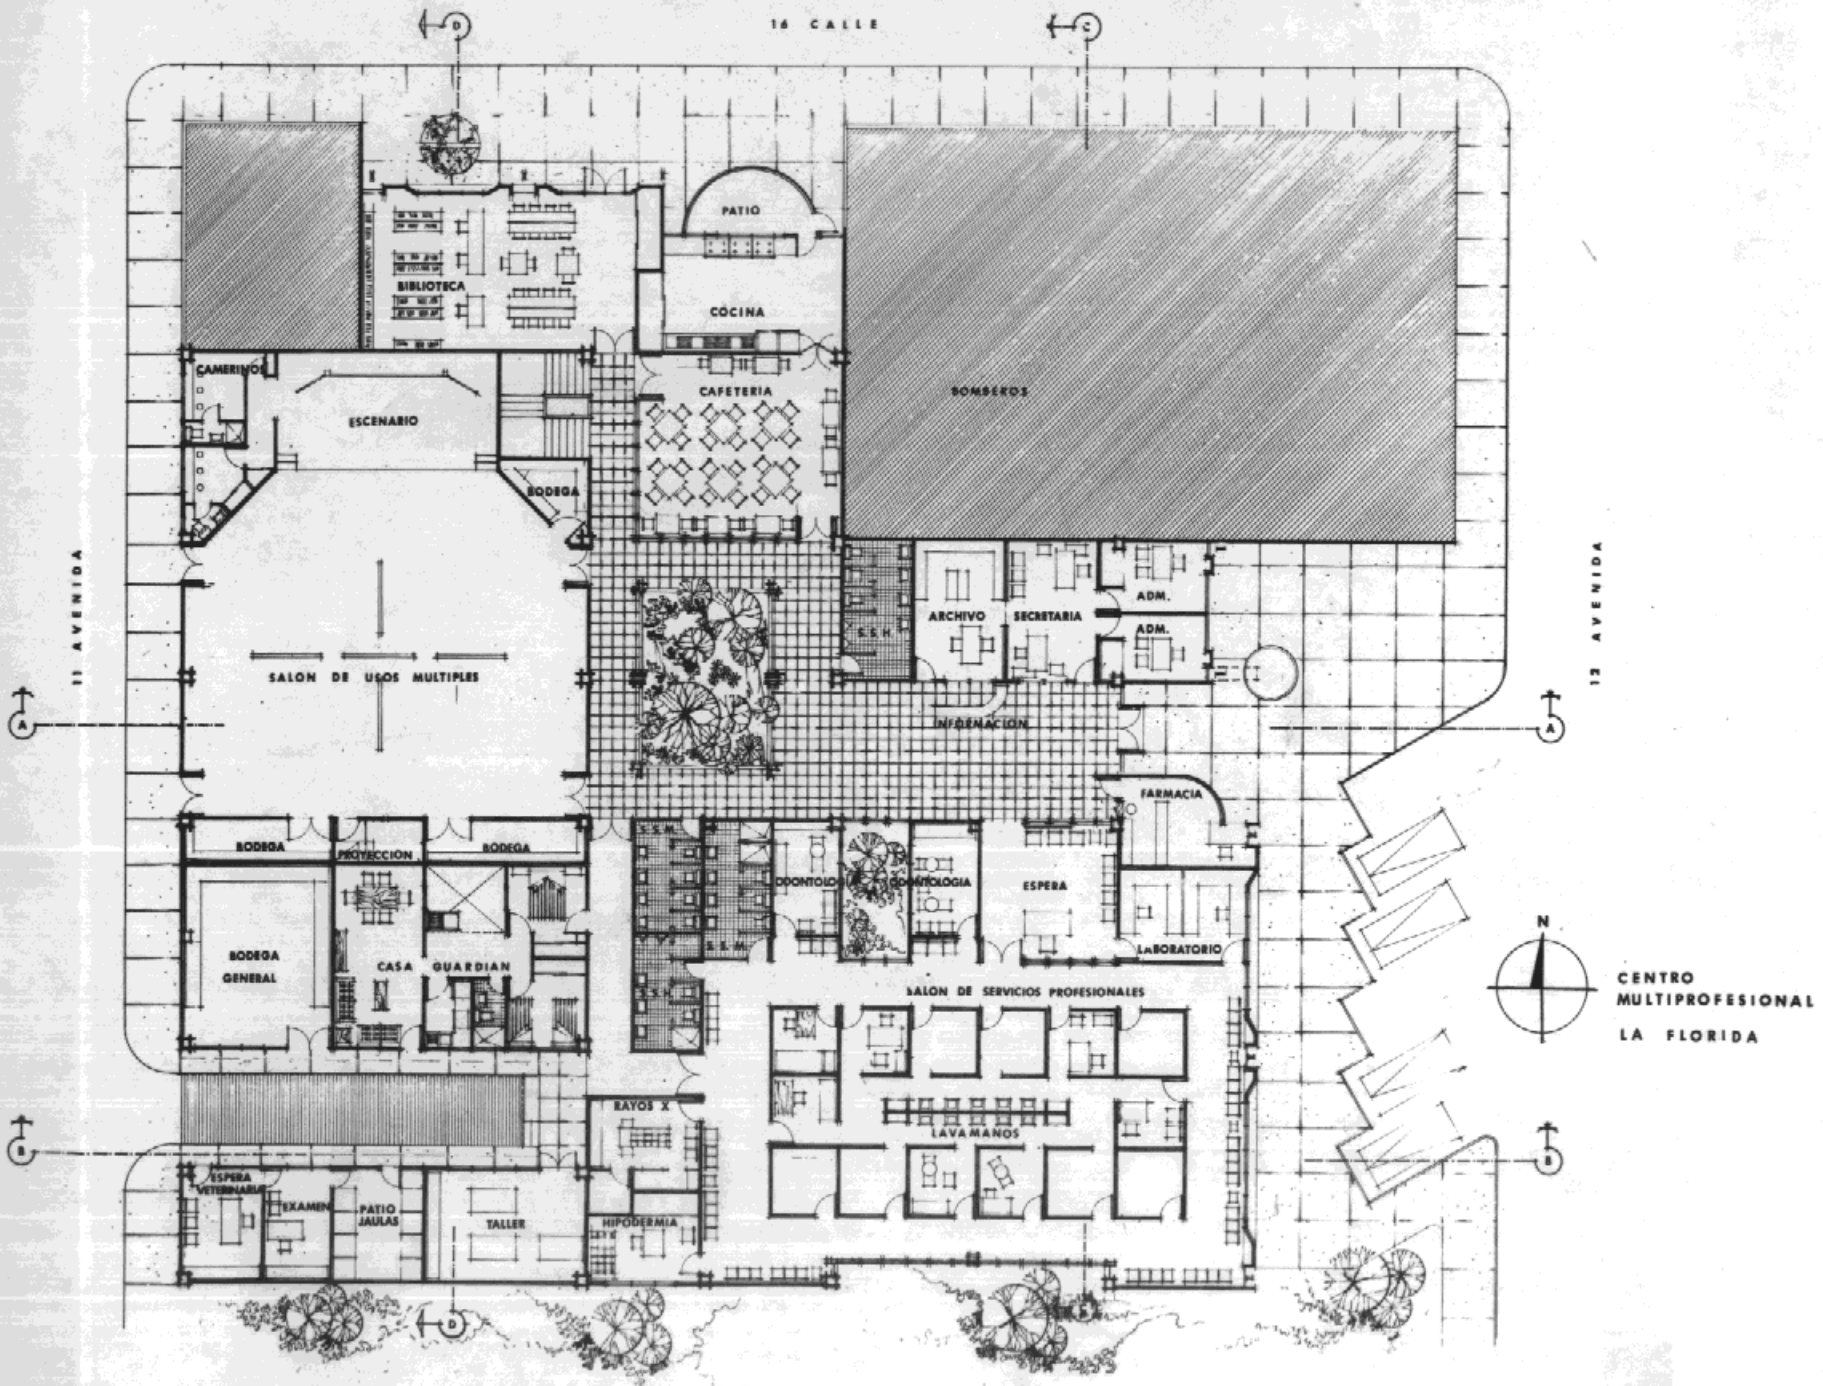 D
16 CALLE
C
PATIO
BIBLIOTECA
COCINA
CAMERINOS
ESCENARIO
CAFETERIA
BOMBEROS
BODEGA
11 AVENIDA
12 AVENIDA
ARCHIVO
SECRETARIA
ADM.
ADM.
S.S.H.
SALON DE USOS MULTIPLES
INFORMACION
A
A
FARMACIA
BODEGA
PROYECCION
BODEGA
S.S.M.
ODONTOLOGIA
ODONTOLOGIA
ESPERA
S.S.M.
LABORATORIO
BODEGA
GENERAL
CASA GUARDIAN
S.S.H.
SALON DE SERVICIOS PROFESIONALES
N
CENTRO
MULTIPROFESIONAL
LA FLORIDA
RAYOS X
LAVAMANOS
B
B
ESPERA
VETERINARIA
EXAMEN
PATIO
JAULAS
TALLER
HIPODERMIA
D